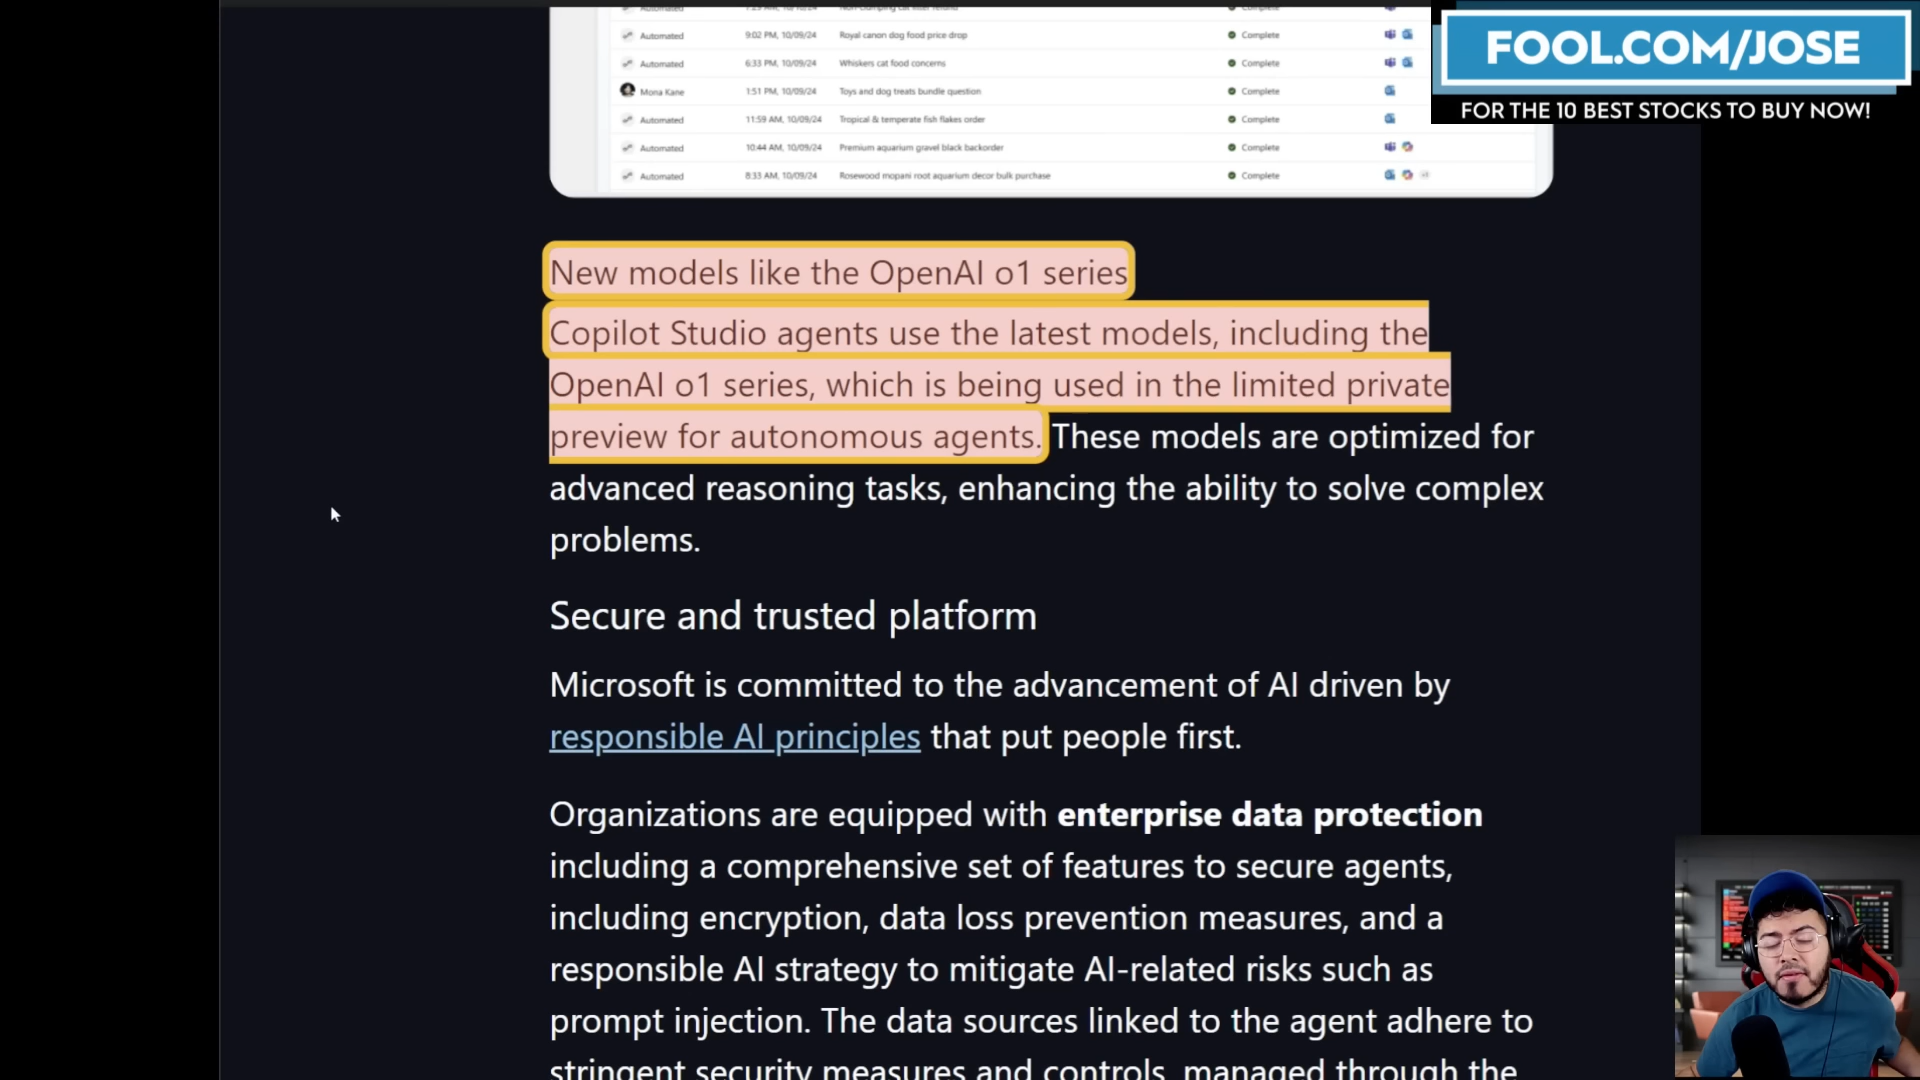 Automated 9:02 PM, 10/09/24 Royal canon dog food price drop Complete
Automated 6:33 PM, 10/09/24 Whiskers cat food concerns Complete
Mona Kane 1:51 PM, 10/09/24 Toys and dog treats bundle question Complete
Automated 11:59 AM, 10/09/24 Tropical & temperate fish flakes order Complete
Automated 10:44 AM, 10/09/24 Premium aquarium gravel black backorder Complete
Automated 8:33 AM, 10/09/24 Rosewood mopani root aquarium decor bulk purchase Complete
FOOL.COM/JOSE
FOR THE 10 BEST STOCKS TO BUY NOW!
New models like the OpenAI o1 series
Copilot Studio agents use the latest models, including the
OpenAI o1 series, which is being used in the limited private
preview for autonomous agents. These models are optimized for
advanced reasoning tasks, enhancing the ability to solve complex
problems.
Secure and trusted platform
Microsoft is committed to the advancement of AI driven by
responsible AI principles that put people first.
Organizations are equipped with enterprise data protection
including a comprehensive set of features to secure agents,
including encryption, data loss prevention measures, and a
responsible AI strategy to mitigate AI-related risks such as
prompt injection. The data sources linked to the agent adhere to
stringent security measures and controls, managed through the